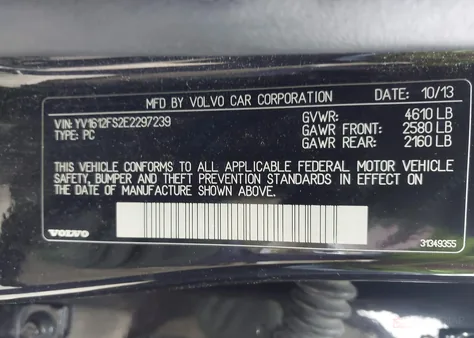 MFD BY VOLVO CAR CORPORATION DATE: 10/13
VIN: YV1612FS2E2297239 GVWR: 4610 LB
TYPE: PC GAWR FRONT: 2580 LB
GAWR REAR: 2160 LB
THIS VEHICLE CONFORMS TO ALL APPLICABLE FEDERAL MOTOR VEHICLE
SAFETY, BUMPER AND THEFT PREVENTION STANDARDS IN EFFECT ON
THE DATE OF MANUFACTURE SHOWN ABOVE.
VOLVO 31349355